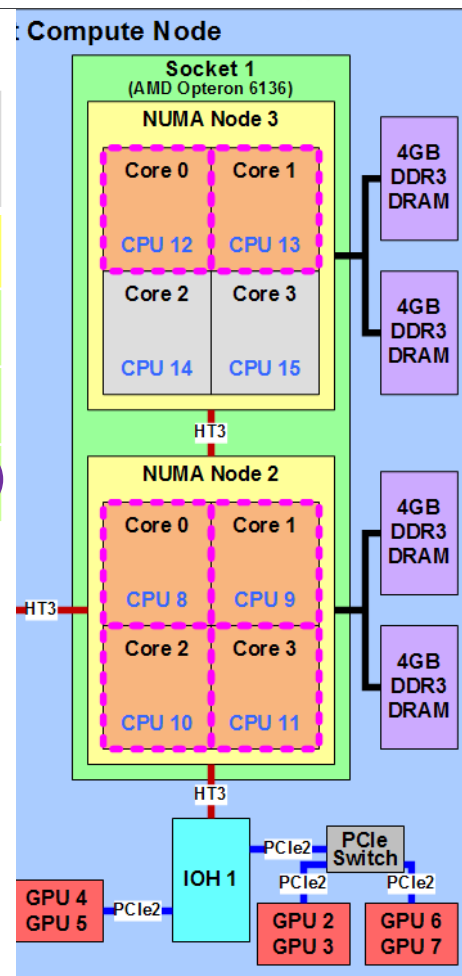 t Compute Node
Socket 1
(AMD Opteron 6136)
NUMA Node 3
Core 0
Core 1
CPU 12
CPU 13
Core 2
Core 3
CPU 14
CPU 15
4GB
DDR3
DRAM
4GB
DDR3
DRAM
HT3
NUMA Node 2
Core 0
Core 1
CPU 8
CPU 9
Core 2
Core 3
CPU 10
CPU 11
4GB
DDR3
DRAM
4GB
DDR3
DRAM
HT3
HT3
IOH 1
PCIe2
PCIe
Switch
PCIe2
PCIe2
PCIe2
GPU 4
GPU 5
GPU 2
GPU 3
GPU 6
GPU 7